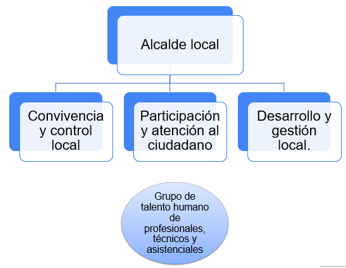 Alcalde local
Convivencia
y control
local
Participación
y atención al
ciudadano
Desarrollo y
gestión
local.
Grupo de
talento humano
de
profesionales,
técnicos y
asistenciales